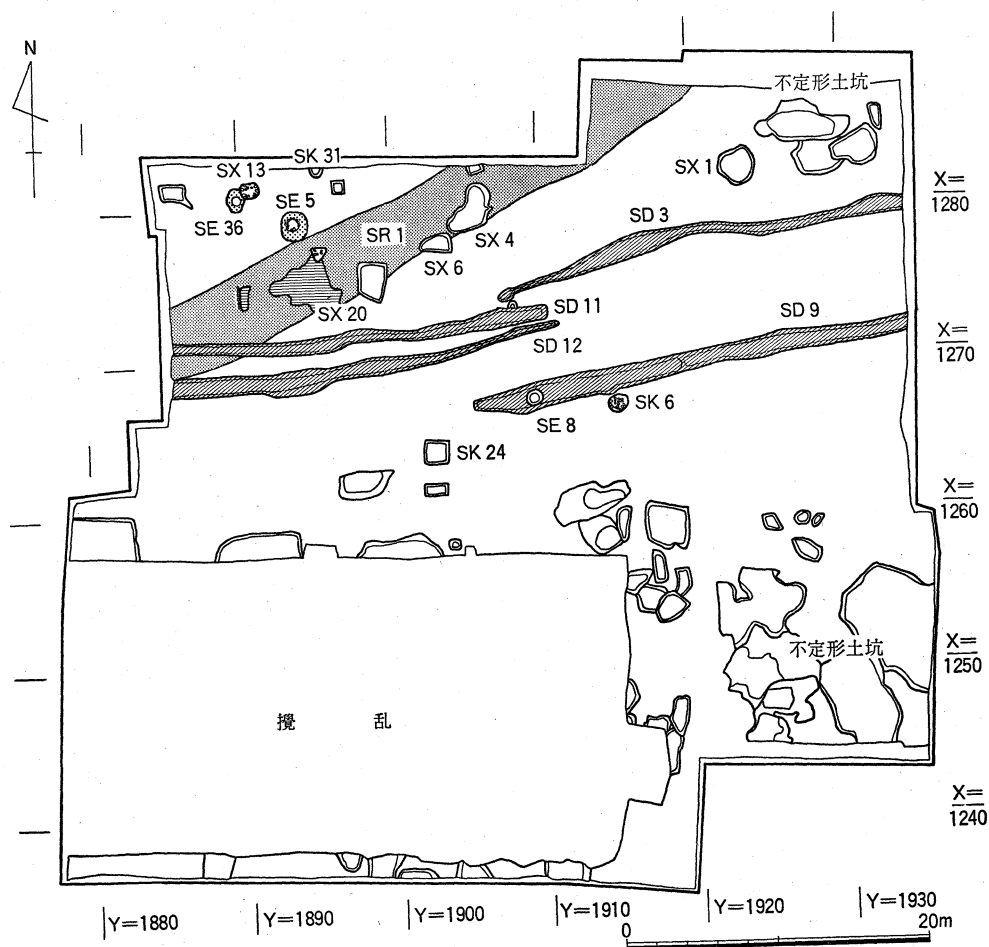 N
不定形土坑
SK 31
SX 13
SX 1
SE 36
SE 5
X=
1280
SD 3
SR 1
SX 4
SX 6
SX 20
SD 11
SD 9
SD 12
X=
1270
SE 8
SK 6
SK 24
X=
1260
不定形土坑
X=
1250
攪 乱
X=
1240
Y=1880
Y=1890
Y=1900
Y=1910
Y=1920
Y=1930
0
20m